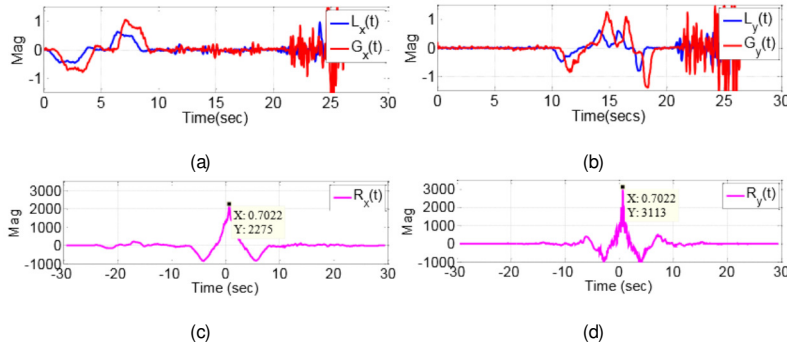 Mag
1
0
-1
0 5 10 15 20 25 30
Time(sec)
Lx(t)
Gx(t)
(a)
Mag
1
0
-1
0 5 10 15 20 25 30
Time(secs)
Ly(t)
Gy(t)
(b)
Mag
3000
2000
1000
0
-1000
-30 -20 -10 0 10 20 30
Time (sec)
Rx(t)
X: 0.7022
Y: 2275
(c)
Mag
3000
2000
1000
0
-1000
-30 -20 -10 0 10 20 30
Time (sec)
Ry(t)
X: 0.7022
Y: 3113
(d)